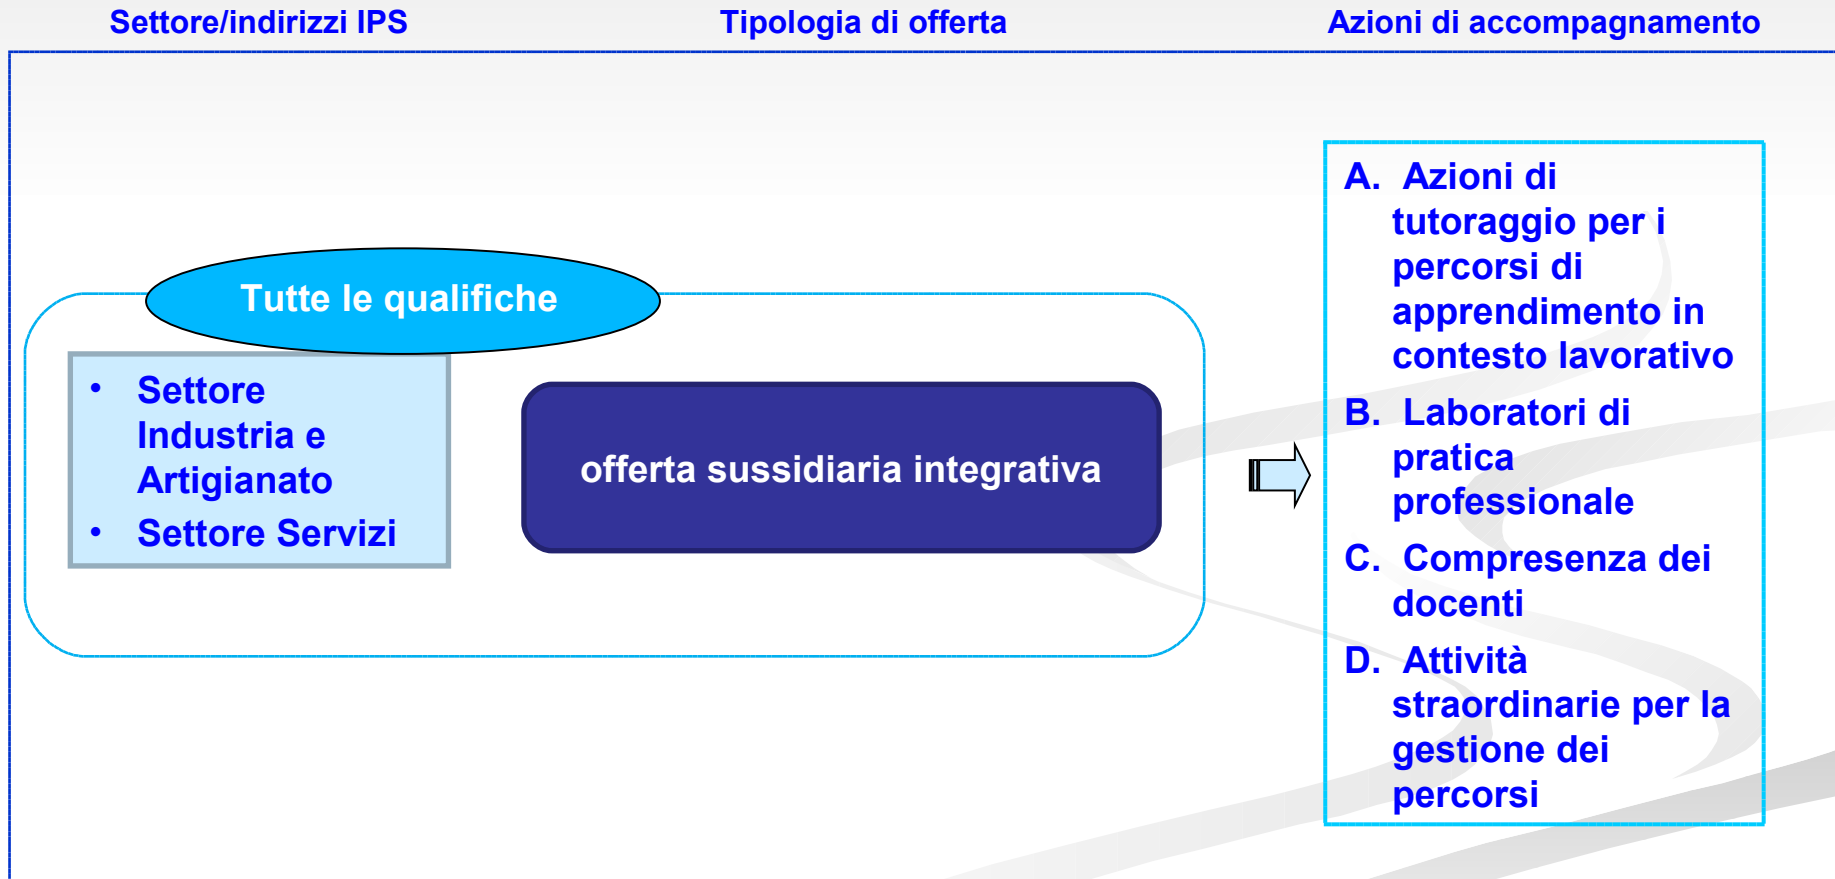 Settore/indirizzi IPS
Tipologia di offerta
Azioni di accompagnamento
Tutte le qualifiche
• Settore
Industria e
Artigianato
• Settore Servizi
offerta sussidiaria integrativa
A. Azioni di
tutoraggio per i
percorsi di
apprendimento in
contesto lavorativo
B. Laboratori di
pratica
professionale
C. Compresenza dei
docenti
D. Attività
straordinarie per la
gestione dei
percorsi